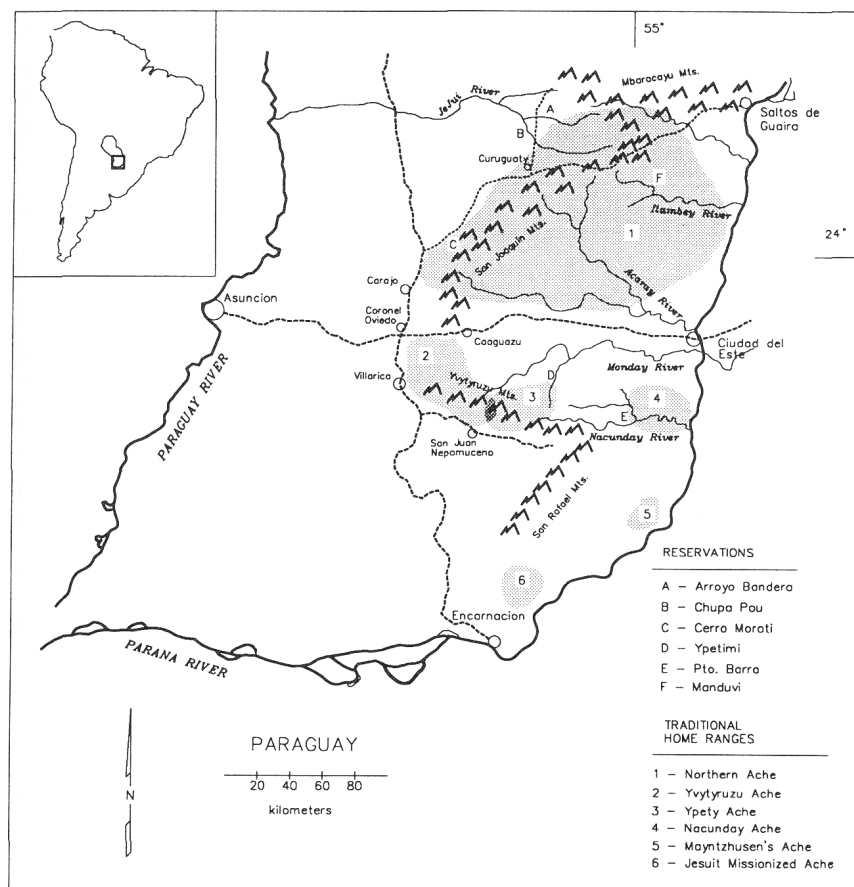 55°
Mbaracayu Mts.
Jejui River
A
Saltos de
Guaira
B
Curuguaty
F
Nambey River
1
24°
C
San Joaquin Mts.
Acaray River
Carajo
Asuncion
Coronel
Oviedo
Caaguazu
Ciudad del
Este
2
Monday River
Villarica
Yvytyruzu Mts.
D
3
4
E
San Juan
Nepomuceno
Nacunday River
PARAGUAY RIVER
San Rafael Mts.
5
6
Encarnacion
PARANA RIVER
RESERVATIONS
A – Arroyo Bandera
B – Chupa Pou
C – Cerro Moroti
D – Ypetimi
E – Pto. Barra
F – Manduvi
TRADITIONAL
HOME RANGES
1 – Northern Ache
2 – Yvytyruzu Ache
3 – Ypety Ache
4 – Nacunday Ache
5 – Mayntzhusen's Ache
6 – Jesuit Missionized Ache
N
PARAGUAY
20 40 60 80
kilometers